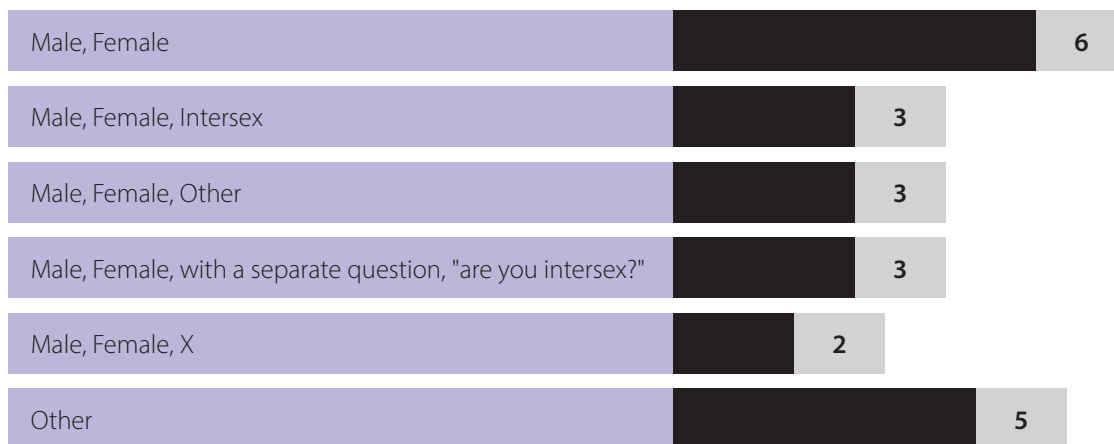 Male, Female 6
Male, Female, Intersex 3
Male, Female, Other 3
Male, Female, with a separate question, "are you intersex?" 3
Male, Female, X 2
Other 5